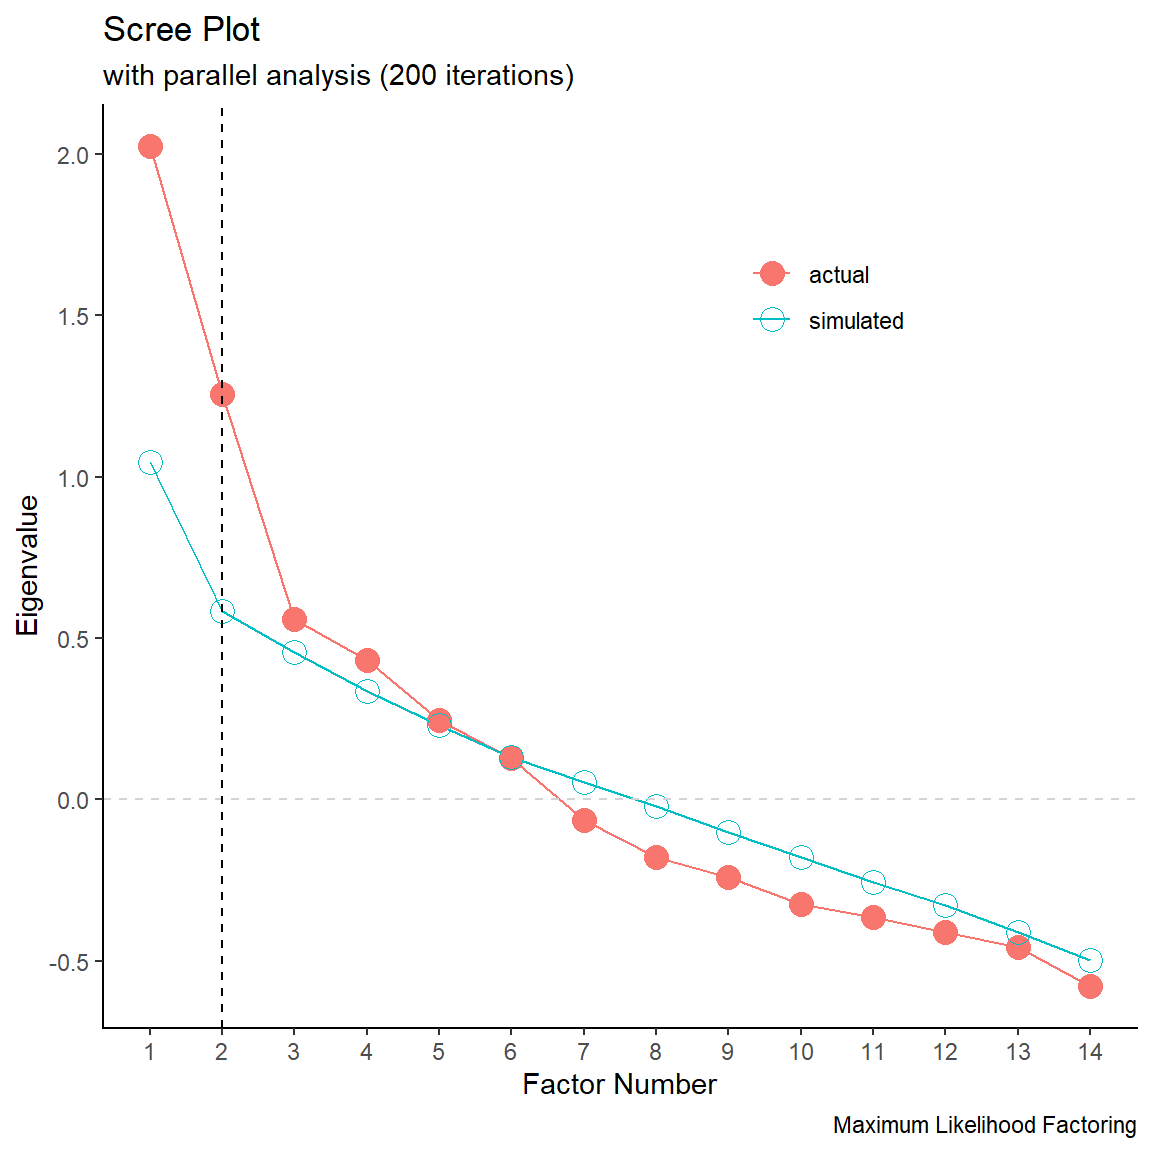 Scree Plot
with parallel analysis (200 iterations)
2.0
1.5
1.0
0.5
0.0
-0.5
Eigenvalue
actual
simulated
1 2 3 4 5 6 7 8 9 10 11 12 13 14
Factor Number
Maximum Likelihood Factoring